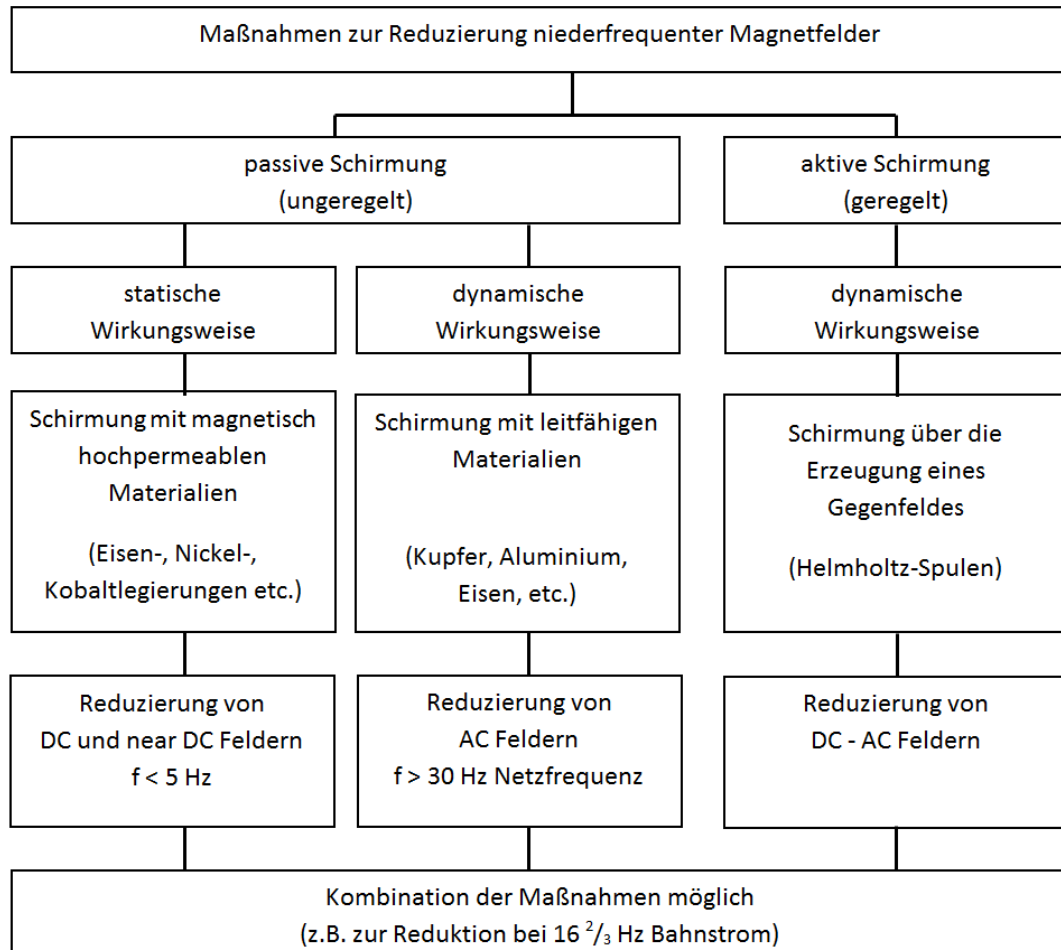 Maßnahmen zur Reduzierung niederfrequenter Magnetfelder
passive Schirmung
(ungeregelt)
aktive Schirmung
(geregelt)
statische
Wirkungsweise
dynamische
Wirkungsweise
dynamische
Wirkungsweise
Schirmung mit magnetisch
hochpermeablen
Materialien
(Eisen-, Nickel-,
Kobaltlegierungen etc.)
Schirmung mit leitfähigen
Materialien
(Kupfer, Aluminium,
Eisen, etc.)
Schirmung über die
Erzeugung eines
Gegenfeldes
(Helmholtz-Spulen)
Reduzierung von
DC und near DC Feldern
f < 5 Hz
Reduzierung von
AC Feldern
f > 30 Hz Netzfrequenz
Reduzierung von
DC - AC Feldern
Kombination der Maßnahmen möglich
(z.B. zur Reduktion bei 16 ²/₃ Hz Bahnstrom)